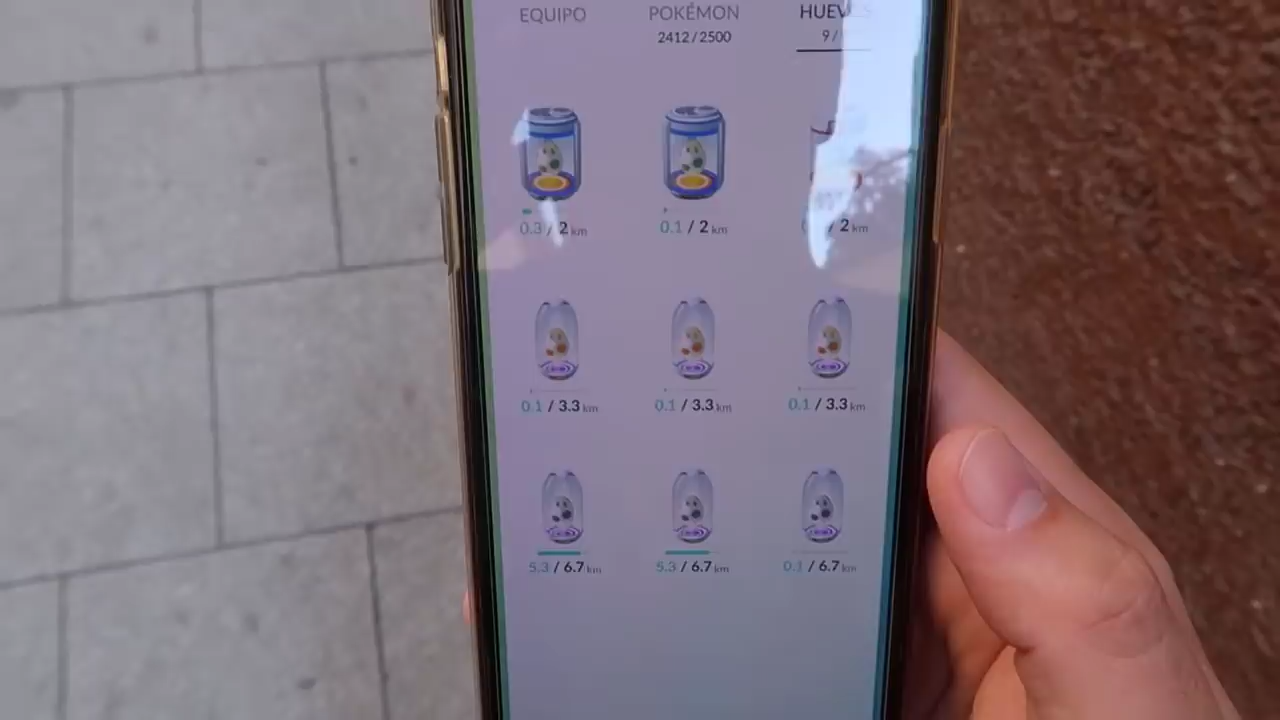 EQUIPO POKÉMON
2412 / 2500 9 /
0.3 / 2 km 0.1 / 2 km / 2 km
0.1 / 3.3 km 0.1 / 3.3 km 0.1 / 3.3 km
5.3 / 6.7 km 5.3 / 6.7 km 0.1 / 6.7 km